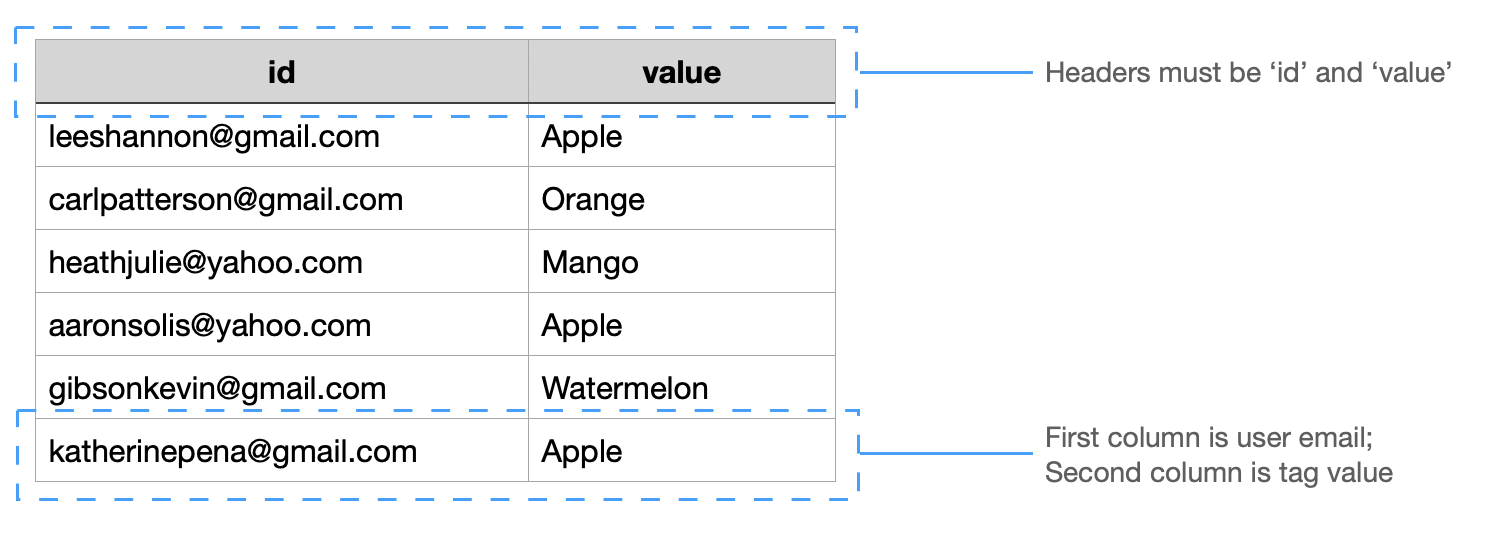 id value
Headers must be ‘id’ and ‘value’
leeshannon@gmail.com Apple
carlpatterson@gmail.com Orange
heathjulie@yahoo.com Mango
aaronsolis@yahoo.com Apple
gibsonkevin@gmail.com Watermelon
katherinepena@gmail.com Apple
First column is user email;
Second column is tag value